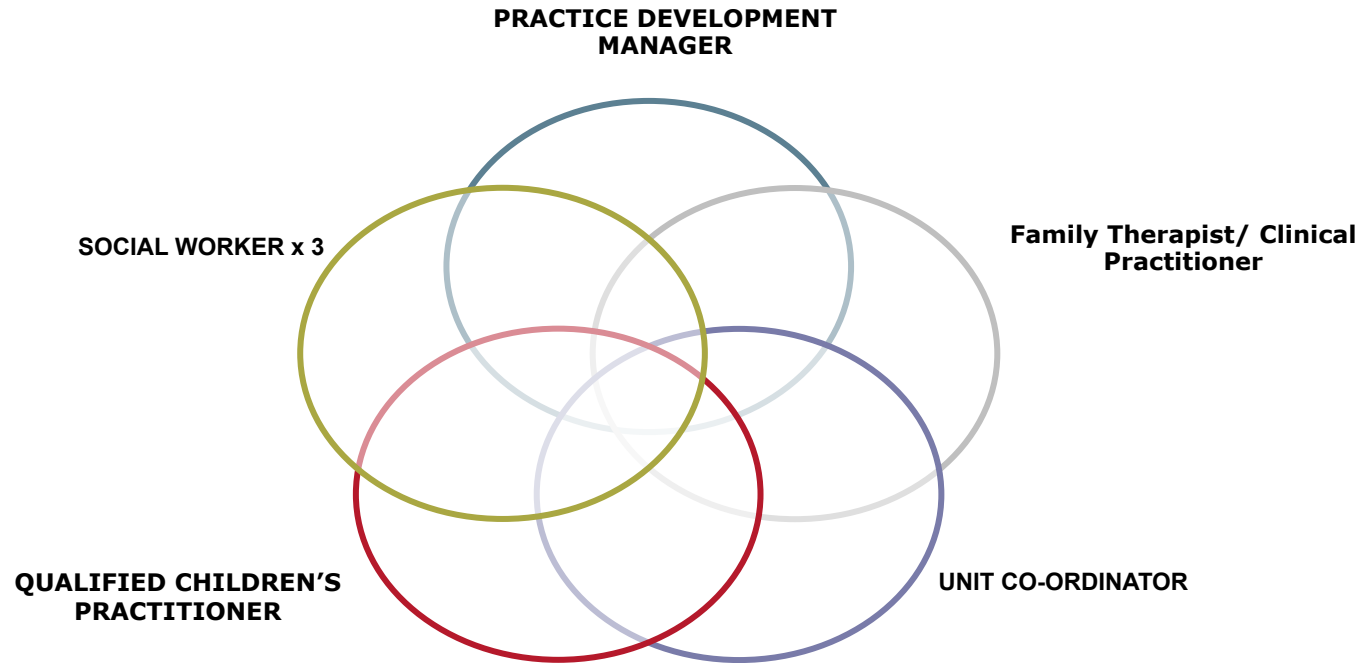 PRACTICE DEVELOPMENT
MANAGER
SOCIAL WORKER x 3
Family Therapist/ Clinical
Practitioner
QUALIFIED CHILDREN’S
PRACTITIONER
UNIT CO-ORDINATOR